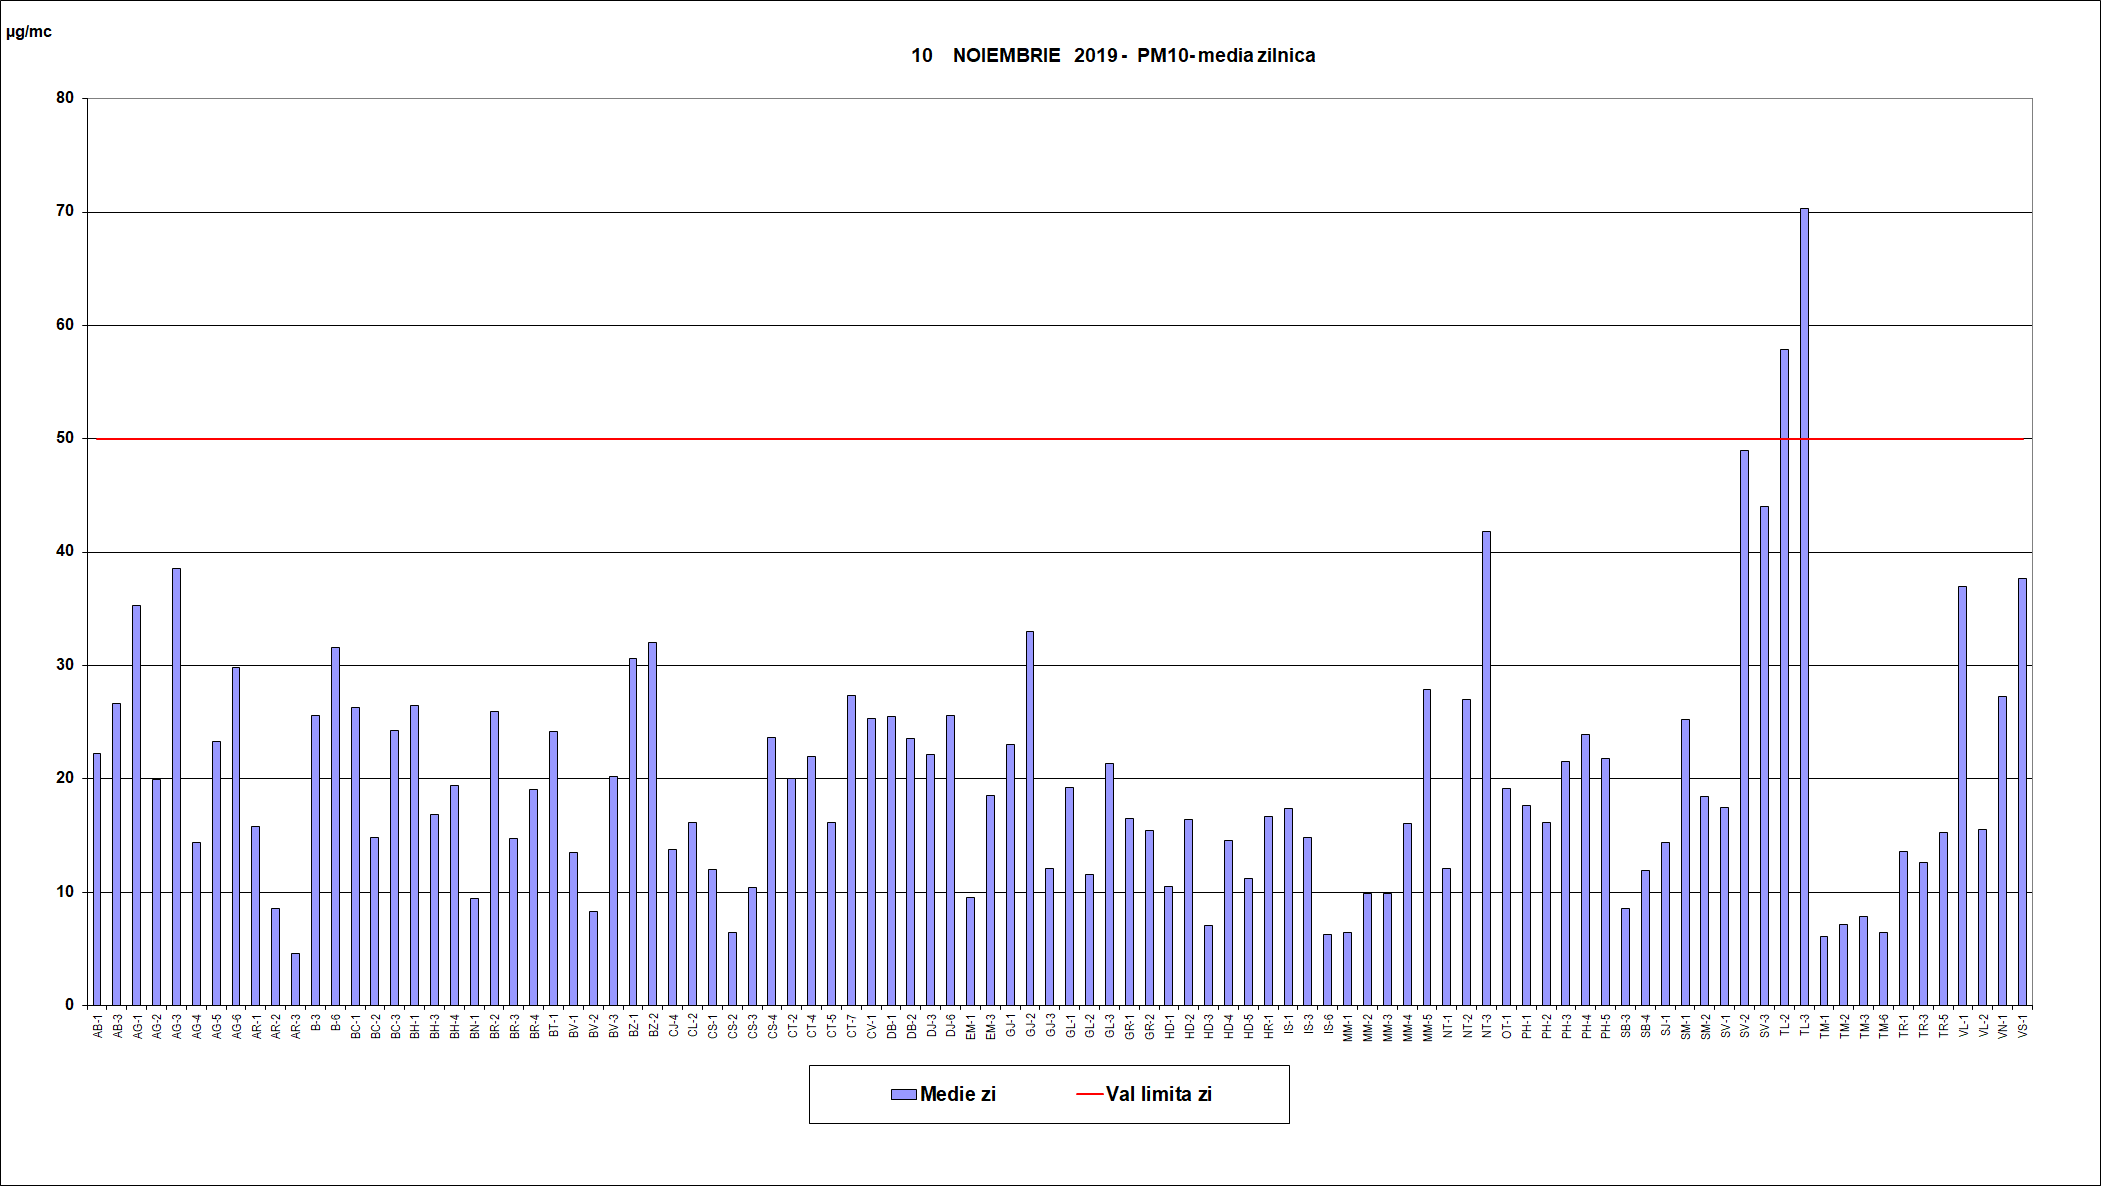 µg/mc
10 NOIEMBRIE 2019 - PM10- media zilnica
80
70
60
50
40
30
20
10
0
AB-1 AB-3 AG-1 AG-2 AG-3 AG-4 AG-5 AG-6 AR-1 AR-2 AR-3 B-3 B-6 BC-1 BC-2 BC-3 BH-1 BH-3 BH-4 BN-1 BR-2 BR-3 BR-4 BT-1 BV-1 BV-2 BV-3 BZ-1 BZ-2 CJ-4 CL-2 CS-1 CS-2 CS-3 CS-4 CT-2 CT-4 CT-5 CT-7 CV-1 DB-1 DB-2 DJ-3 DJ-6 EM-1 EM-3 GJ-1 GJ-2 GJ-3 GL-1 GL-2 GL-3 GR-1 GR-2 HD-1 HD-2 HD-3 HD-4 HD-5 HR-1 IS-1 IS-3 IS-6 MM-1 MM-2 MM-3 MM-4 MM-5 NT-1 NT-2 NT-3 OT-1 PH-1 PH-2 PH-3 PH-4 PH-5 SB-3 SB-4 SJ-1 SM-1 SM-2 SV-1 SV-2 SV-3 TL-2 TL-3 TM-1 TM-2 TM-3 TM-6 TR-1 TR-3 TR-5 VL-1 VL-2 VN-1 VS-1
Medie zi Val limita zi